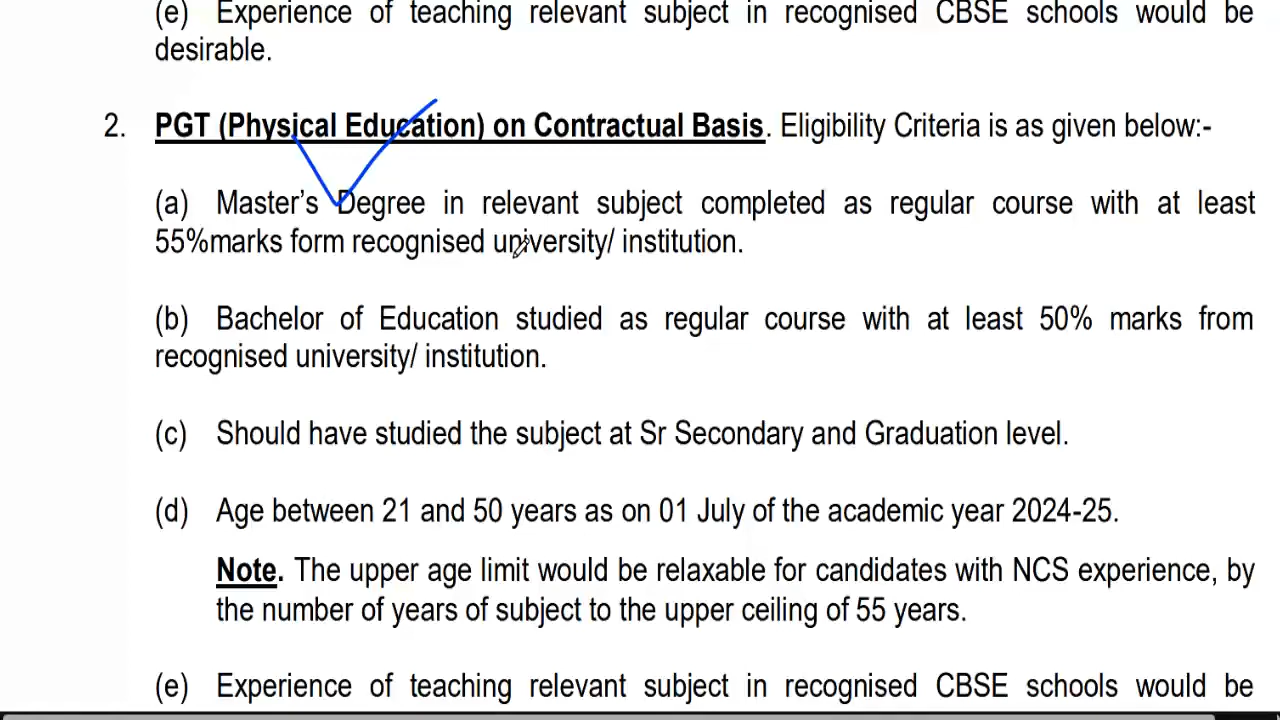 (e) Experience of teaching relevant subject in recognised CBSE schools would be
desirable.
2. PGT (Physical Education) on Contractual Basis. Eligibility Criteria is as given below:-
(a) Master's Degree in relevant subject completed as regular course with at least
55%marks form recognised university/ institution.
(b) Bachelor of Education studied as regular course with at least 50% marks from
recognised university/ institution.
(c) Should have studied the subject at Sr Secondary and Graduation level.
(d) Age between 21 and 50 years as on 01 July of the academic year 2024-25.
Note. The upper age limit would be relaxable for candidates with NCS experience, by
the number of years of subject to the upper ceiling of 55 years.
(e) Experience of teaching relevant subject in recognised CBSE schools would be